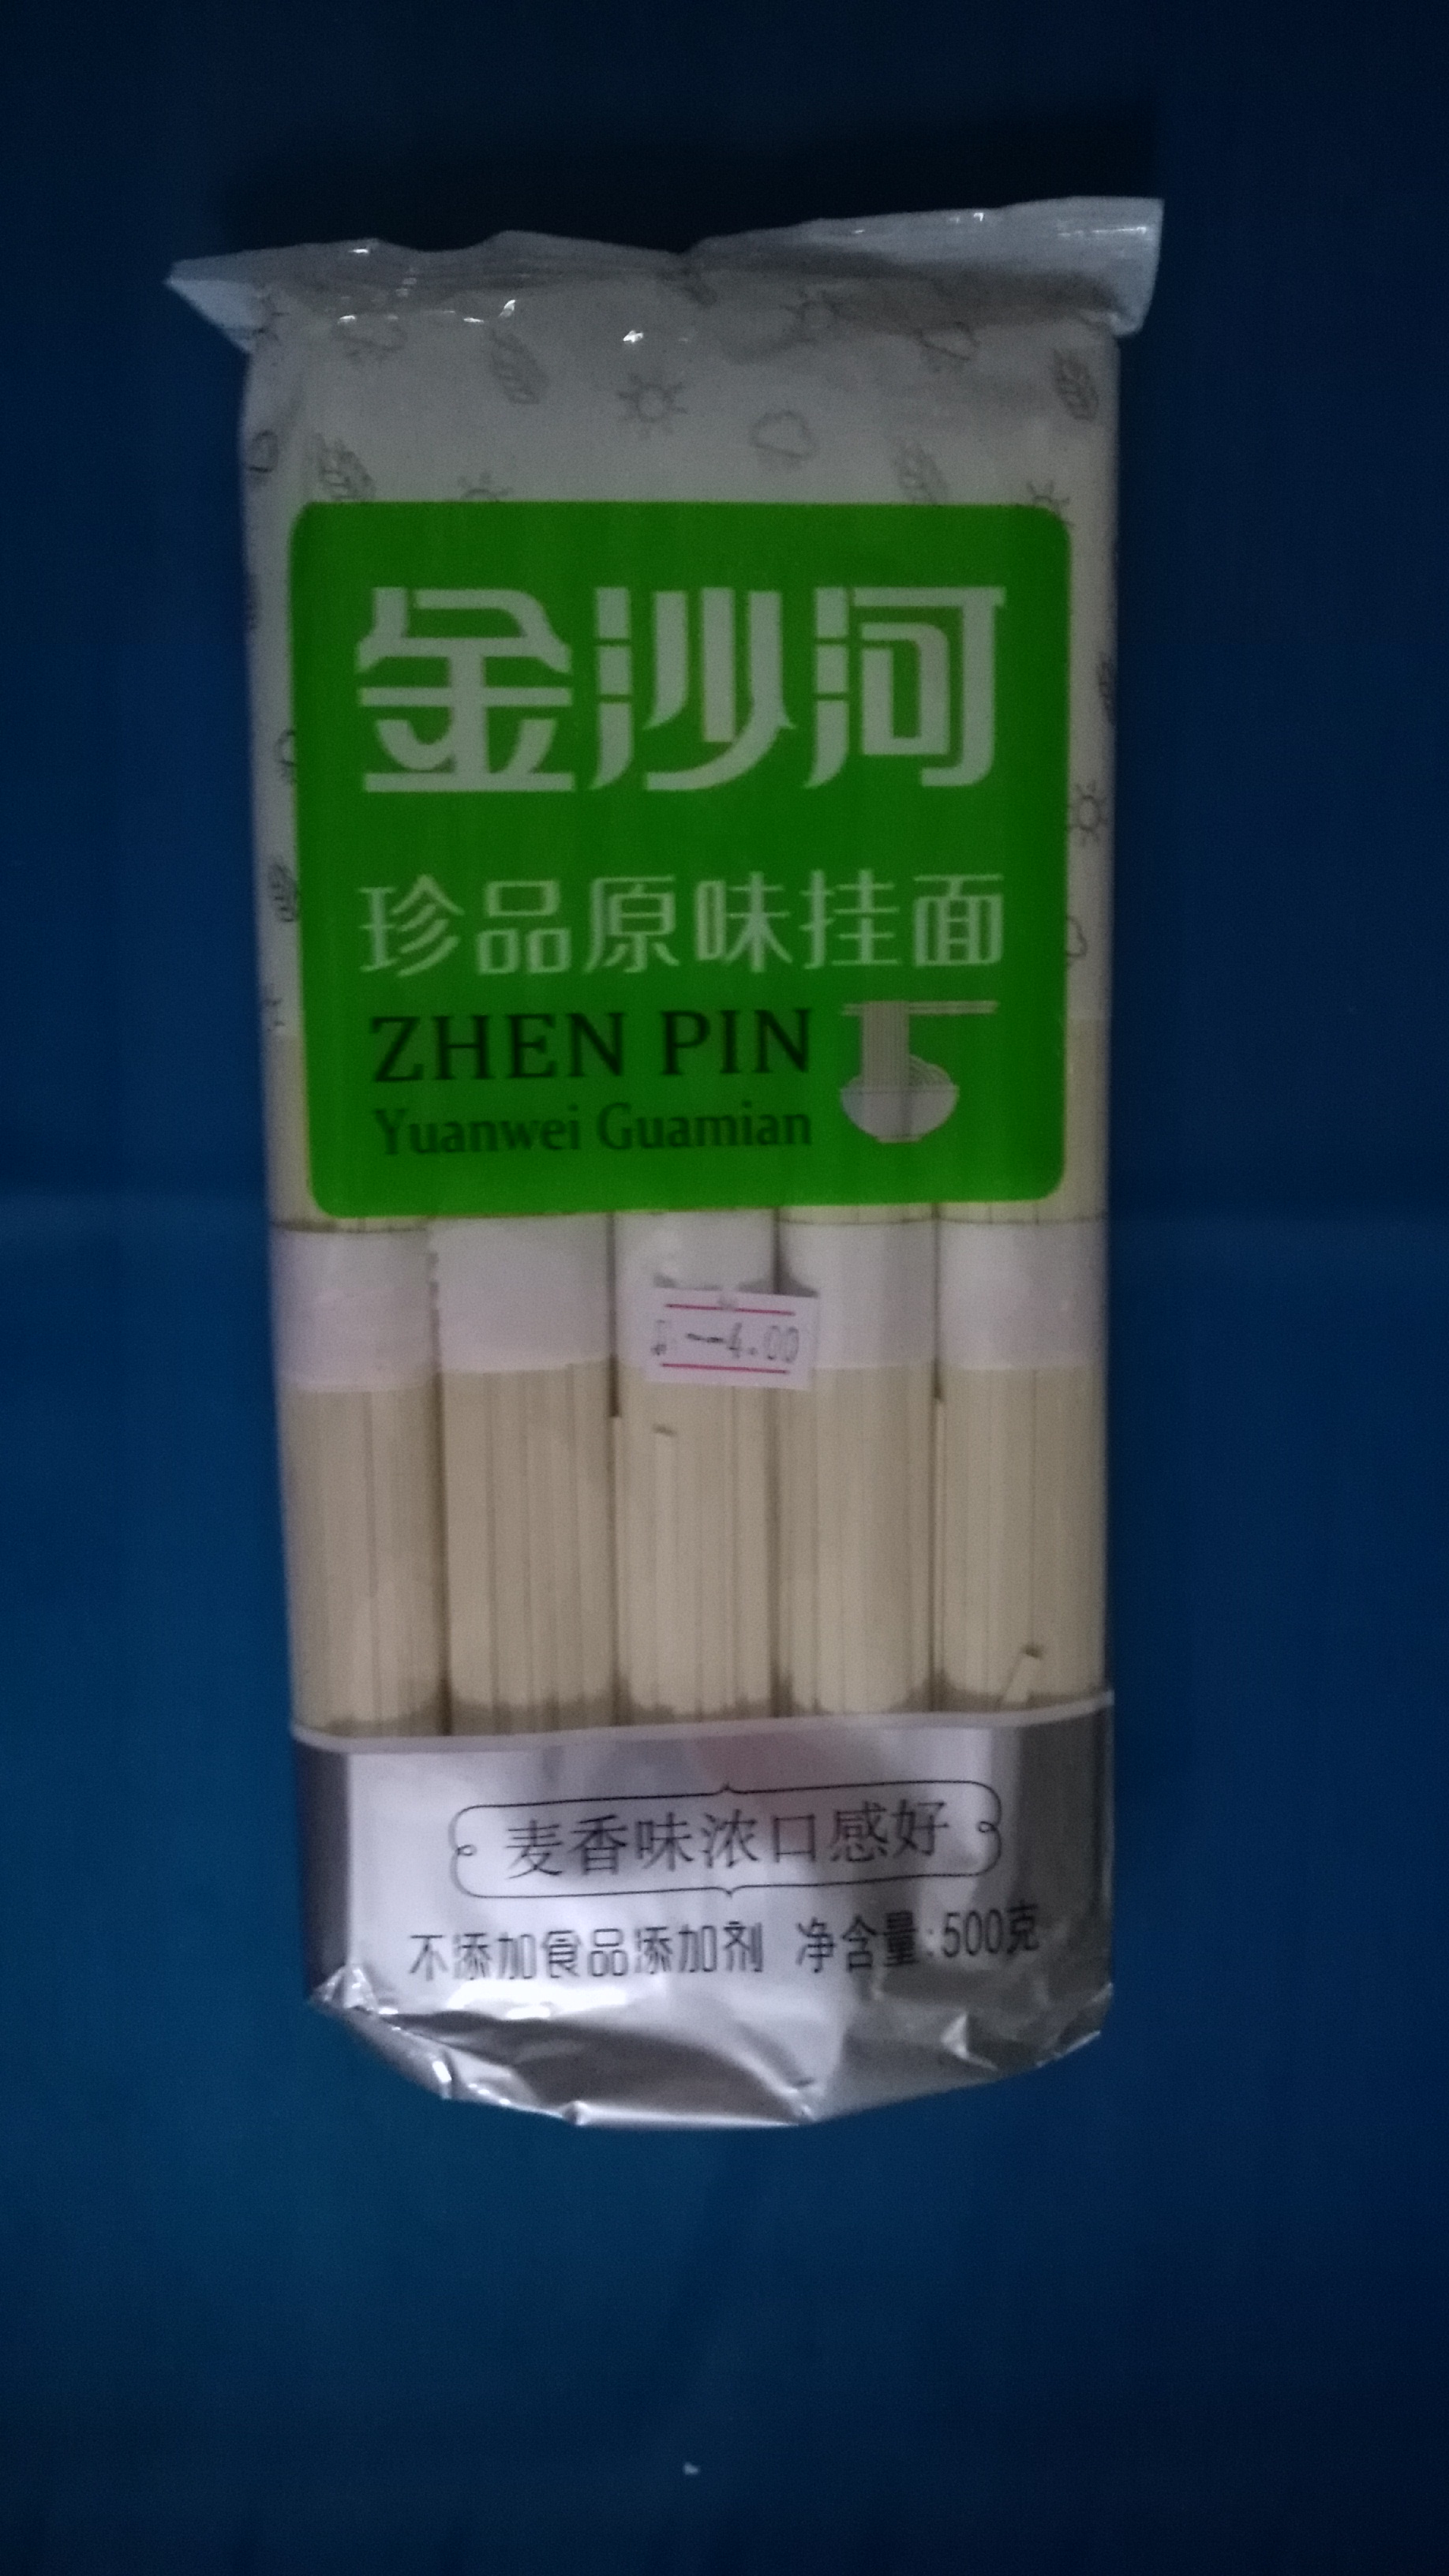 金沙河
珍品原味挂面
ZHEN PIN
Yuanwei Guamian
4.00
麦香味浓口感好
不添加食品添加剂 净含量:500克